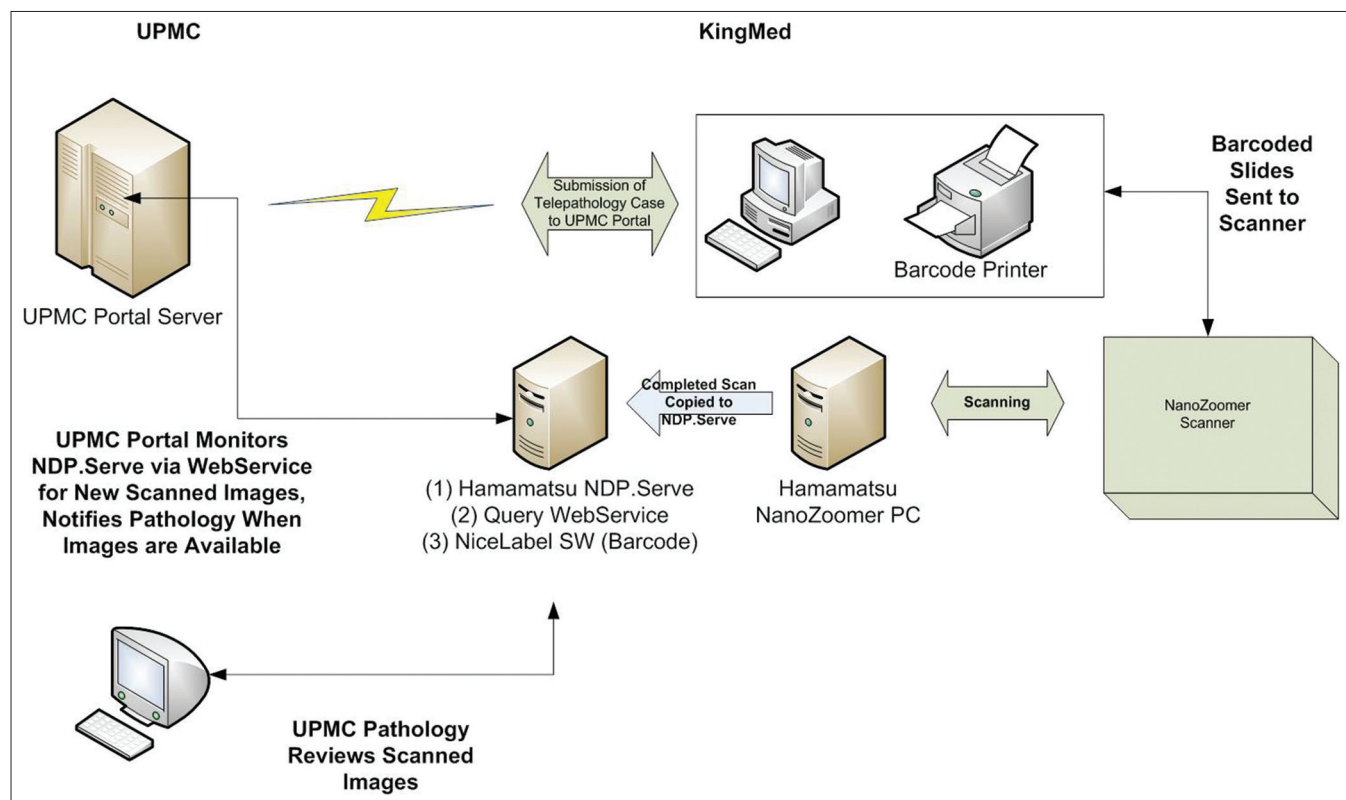 UPMC
KingMed
Submission of
Telepathology Case
to UPMC Portal
Barcode Printer
Barcoded
Slides
Sent to
Scanner
UPMC Portal Server
Completed Scan
Copied to
NDP.Serve
Scanning
NanoZoomer
Scanner
UPMC Portal Monitors
NDP.Serve via WebService
for New Scanned Images,
Notifies Pathology When
Images are Available
(1) Hamamatsu NDP.Serve
(2) Query WebService
(3) NiceLabel SW (Barcode)
Hamamatsu
NanoZoomer PC
UPMC Pathology
Reviews Scanned
Images